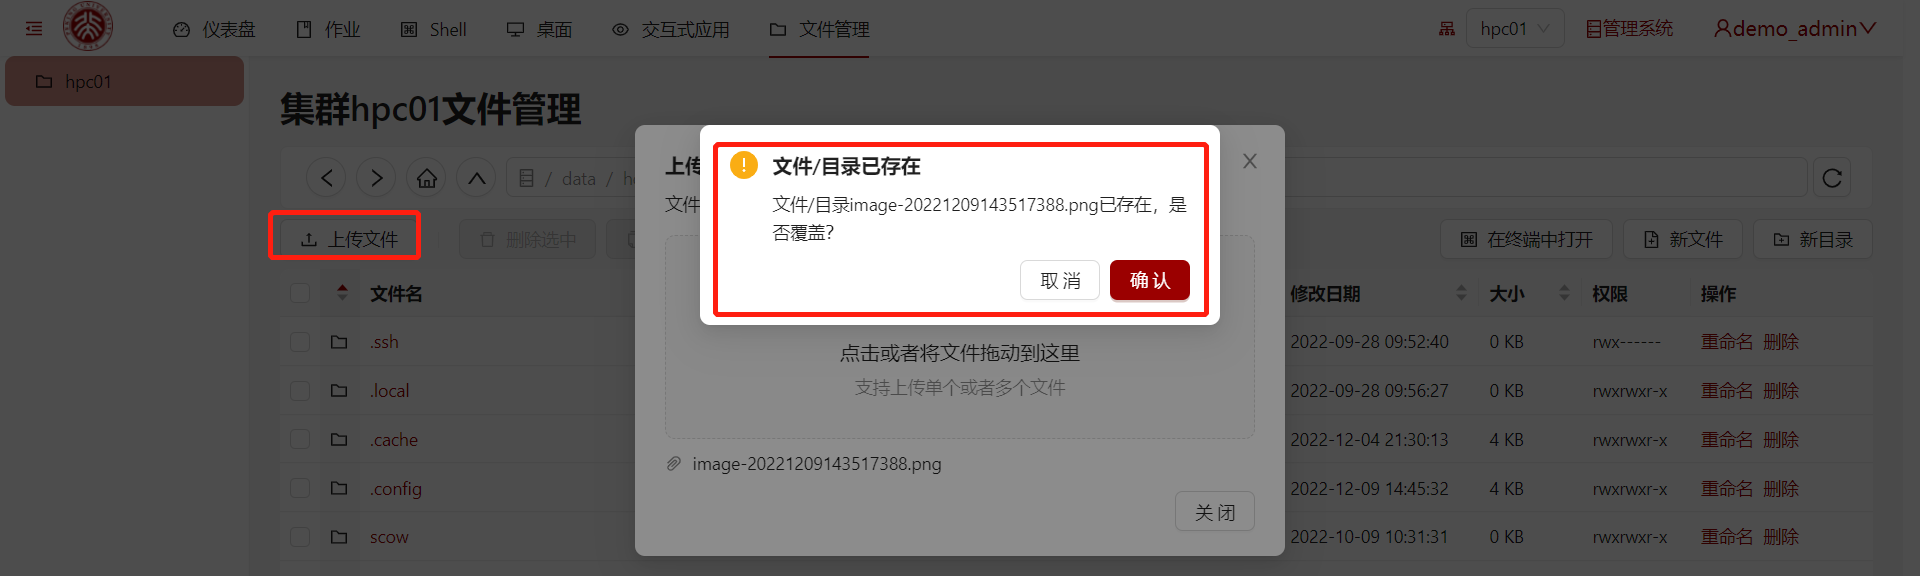 仪表盘 作业 Shell 桌面 交互式应用 文件管理 hpc01 管理系统 demo_admin
hpc01
集群hpc01文件管理
/ data /
上传文件 删除选中 在终端中打开 新文件 新目录
文件名 修改日期 大小 权限 操作
.ssh 2022-09-28 09:52:40 0 KB rwx------ 重命名 删除
.local 2022-09-28 09:56:27 0 KB rwxrwxr-x 重命名 删除
.cache 2022-12-04 21:30:13 4 KB rwxrwxr-x 重命名 删除
.config 2022-12-09 14:45:32 4 KB rwxrwxr-x 重命名 删除
scow 2022-10-09 10:31:31 0 KB rwxrwxr-x 重命名 删除
上传
文件
文件/目录已存在
文件/目录image-20221209143517388.png已存在，是
否覆盖?
取消 确认
点击或者将文件拖动到这里
支持上传单个或者多个文件
image-20221209143517388.png
关闭